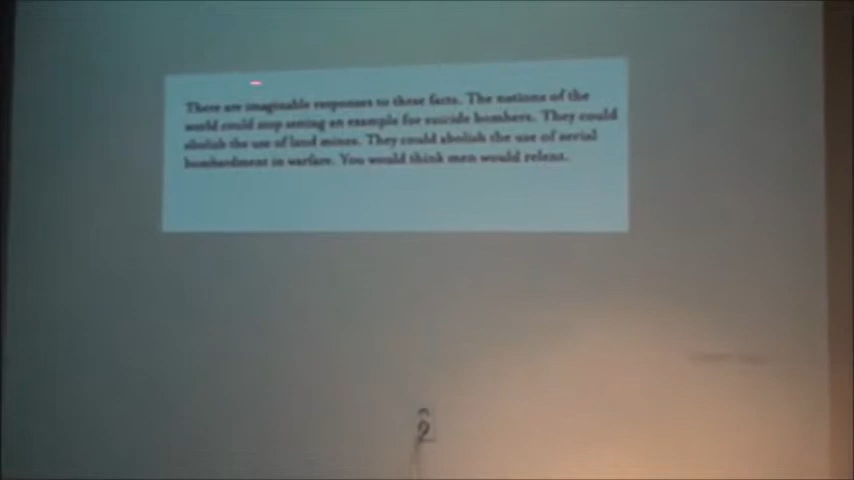 There are imaginable responses to these facts. The nations of the
world could stop setting an example for suicide bombers. They could
abolish the use of land mines. They could abolish the use of aerial
bombardment in warfare. You would think men would relent.